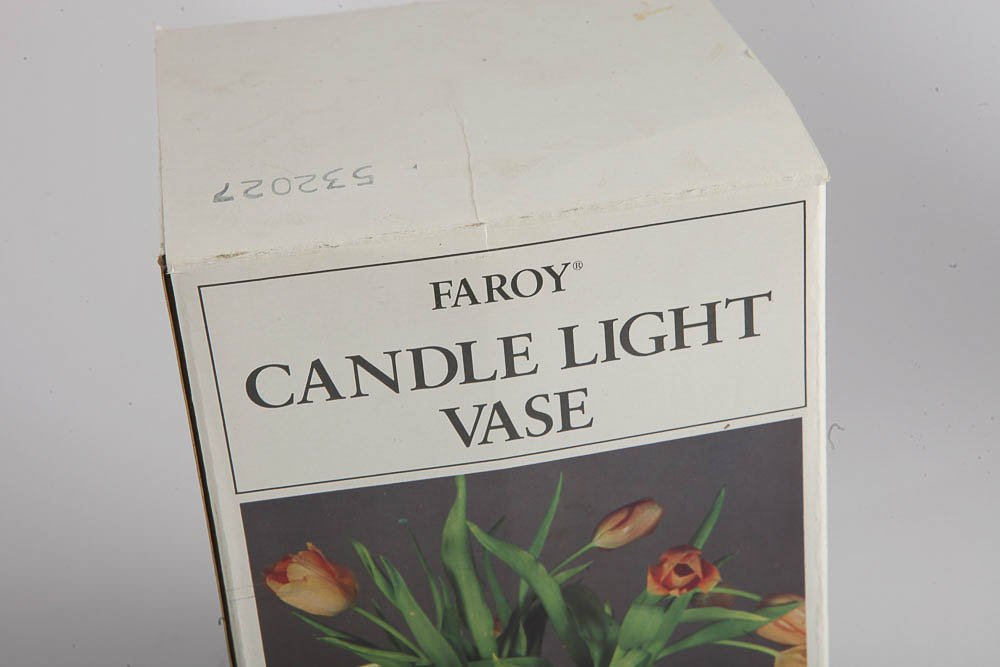 532027
FAROY®
CANDLE LIGHT
VASE